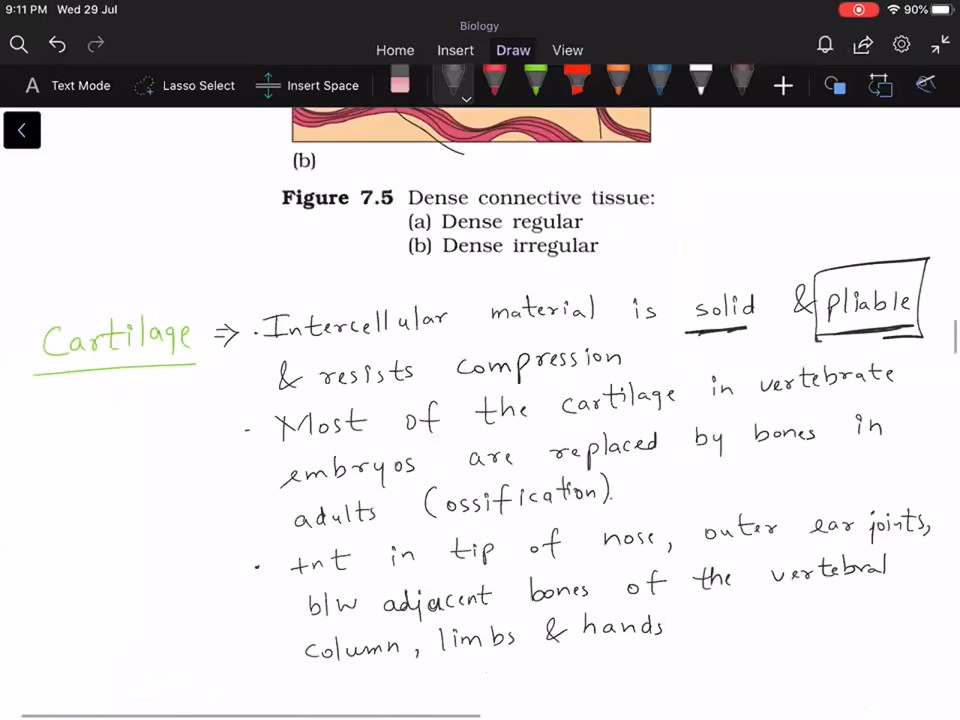 9:11 PM Wed 29 Jul
90%
Biology
Home Insert Draw View
Text Mode Lasso Select Insert Space
(b)
Figure 7.5 Dense connective tissue:
(a) Dense regular
(b) Dense irregular
Cartilage ⇒ · Intercellular material is solid & pliable
& resists compression
· Most of the cartilage in vertebrate
embryos are replaced by bones in
adults (ossification).
· +nt in tip of nose, outer ear joints,
b/w adjacent bones of the vertebral
column, limbs & hands